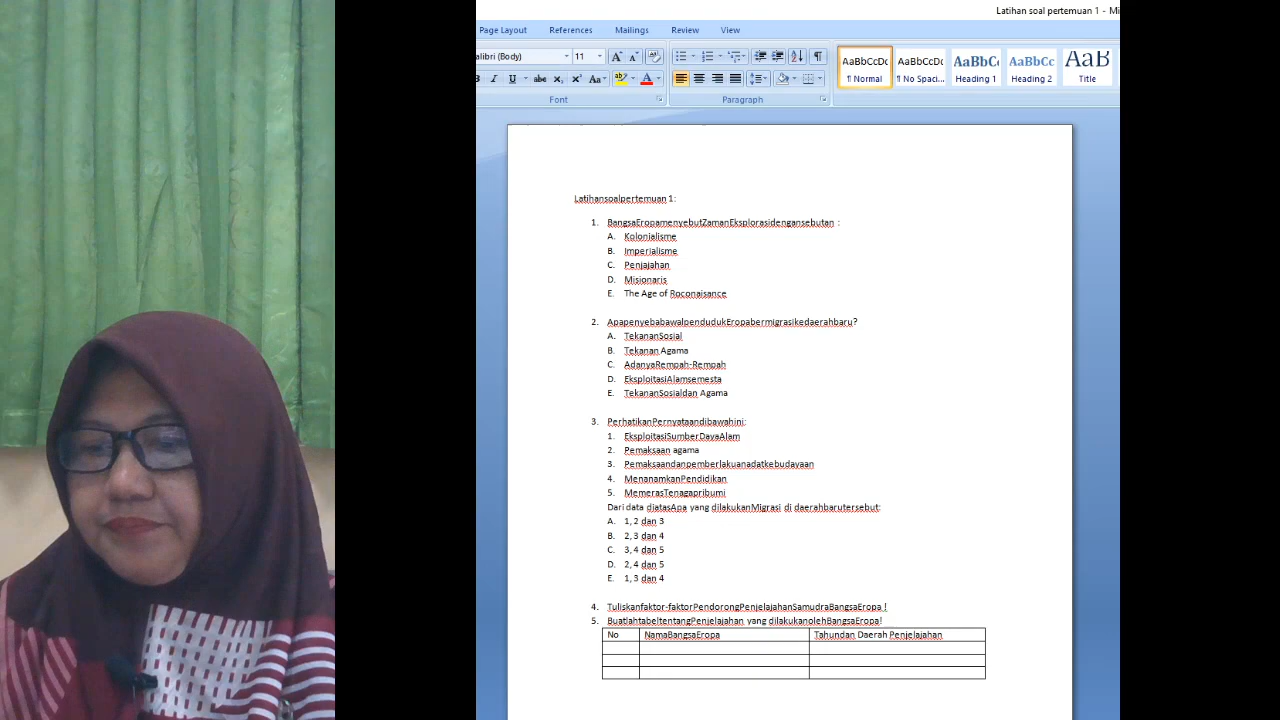 Latihan soal pertemuan 1 - Mi
Page Layout References Mailings Review View
alibri (Body) 11
AaBbCcDc AaBbCcDc AaBbC AaBbCc AaB
¶ Normal ¶ No Spaci... Heading 1 Heading 2 Title
Font Paragraph
Latihansoalpertemuan 1:
1. BangsaEropamenyebutZamanEksplorasidengansebutan :
A. Kolonialisme
B. Imperialisme
C. Penjajahan
D. Misionaris
E. The Age of Roconaisance
2. ApapenyebabawalpendudukEropabermigrasikedaerahbaru?
A. TekananSosial
B. Tekanan Agama
C. AdanyaRempah-Rempah
D. EksploitasiAlamsemesta
E. TekananSosialdan Agama
3. PerhatikanPernyataandibawahini:
1. EksploitasiSumberDayaAlam
2. Pemaksaan agama
3. Pemaksaandanpemberlakuanadatkebudayaan
4. MenanamkanPendidikan
5. MemerasTenagapribumi
Dari data diatasApa yang dilakukanMigrasi di daerahbarutersebut:
A. 1, 2 dan 3
B. 2, 3 dan 4
C. 3, 4 dan 5
D. 2, 4 dan 5
E. 1, 3 dan 4
4. Tuliskanfaktor-faktorPendorongPenjelajahanSamudraBangsaEropa !
5. BuatlahtabeltentangPenjelajahan yang dilakukanolehBangsaEropa!
No NamaBangsaEropa Tahundan Daerah Penjelajahan